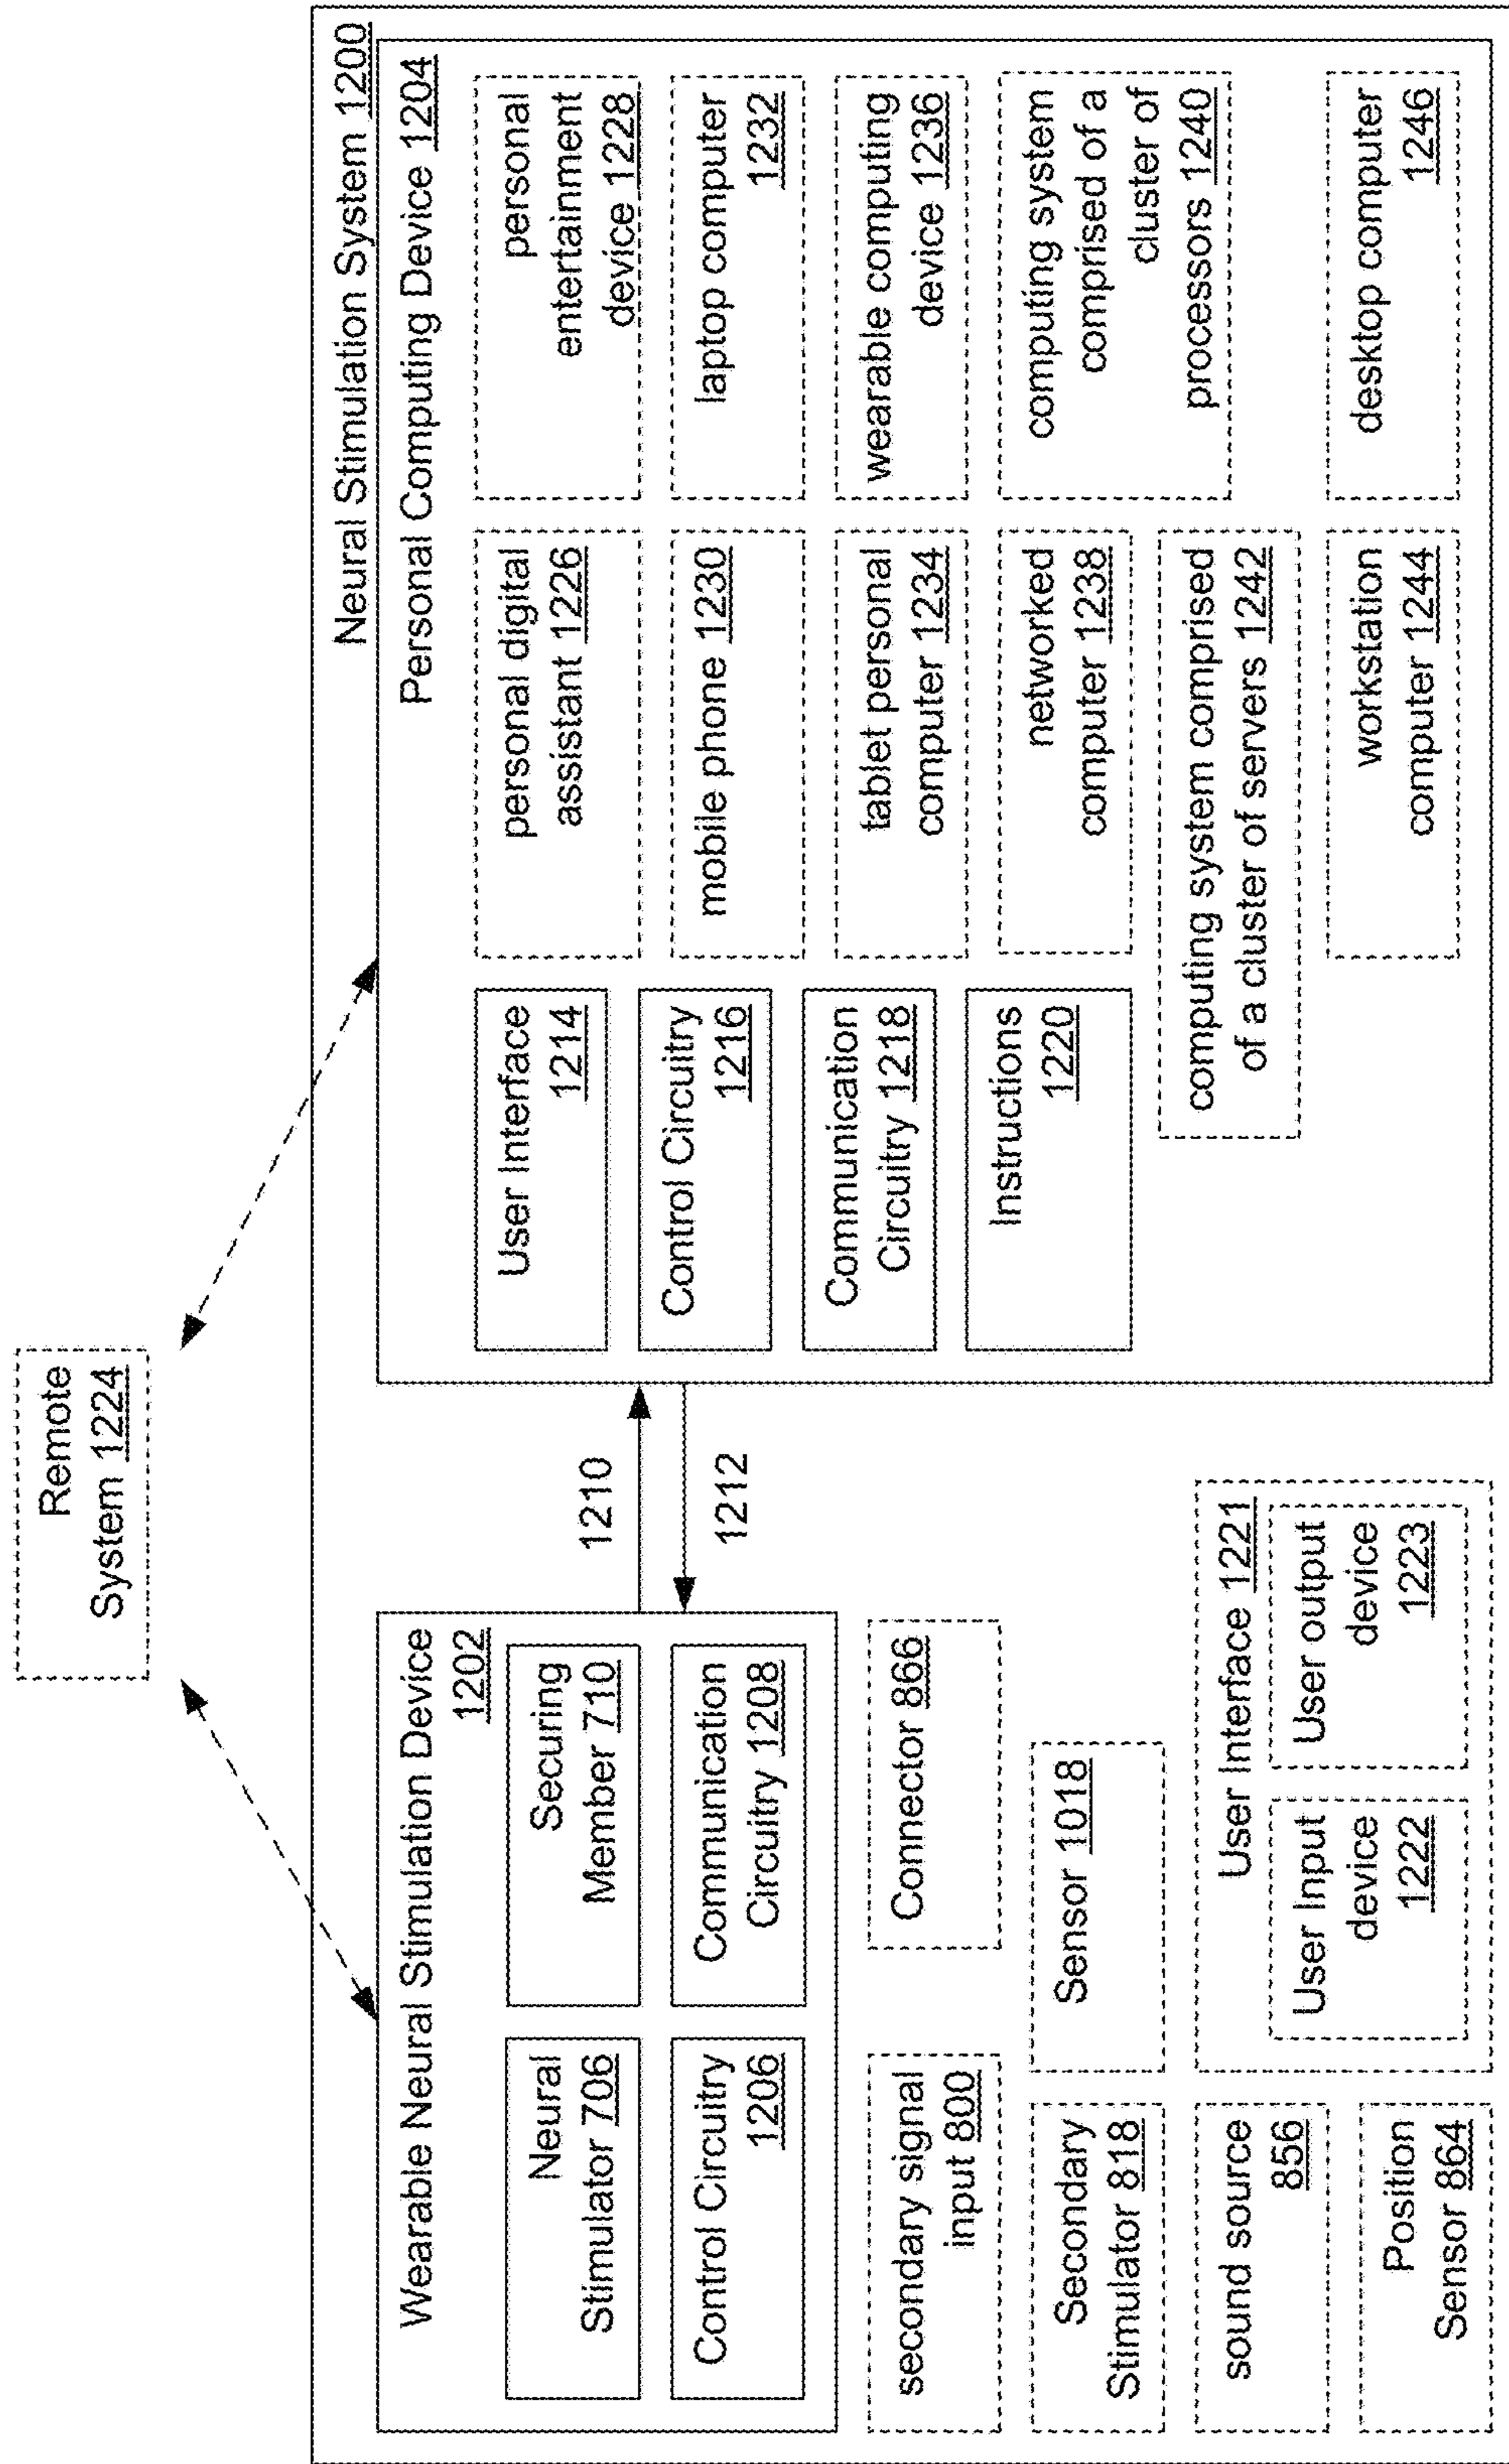 Remote
System 1224
Neural Stimulation System 1200
Wearable Neural Stimulation Device
1202
Neural
Stimulator 706
Securing
Member 710
Control Circuitry
1206
Communication
Circuitry 1208
secondary signal
input 800
Connector 866
Secondary
Stimulator 818
Sensor 1018
sound source
856
Position
Sensor 864
User Interface 1221
User Input
device
1222
User output
device
1223
1210
1212
Personal Computing Device 1204
User Interface
1214
Control Circuitry
1216
Communication
Circuitry 1218
Instructions
1220
personal digital
assistant 1226
personal
entertainment
device 1228
mobile phone 1230
laptop computer
1232
tablet personal
computer 1234
wearable computing
device 1236
networked
computer 1238
computing system
comprised of a
cluster of
processors 1240
computing system comprised
of a cluster of servers 1242
workstation
computer 1244
desktop computer
1246